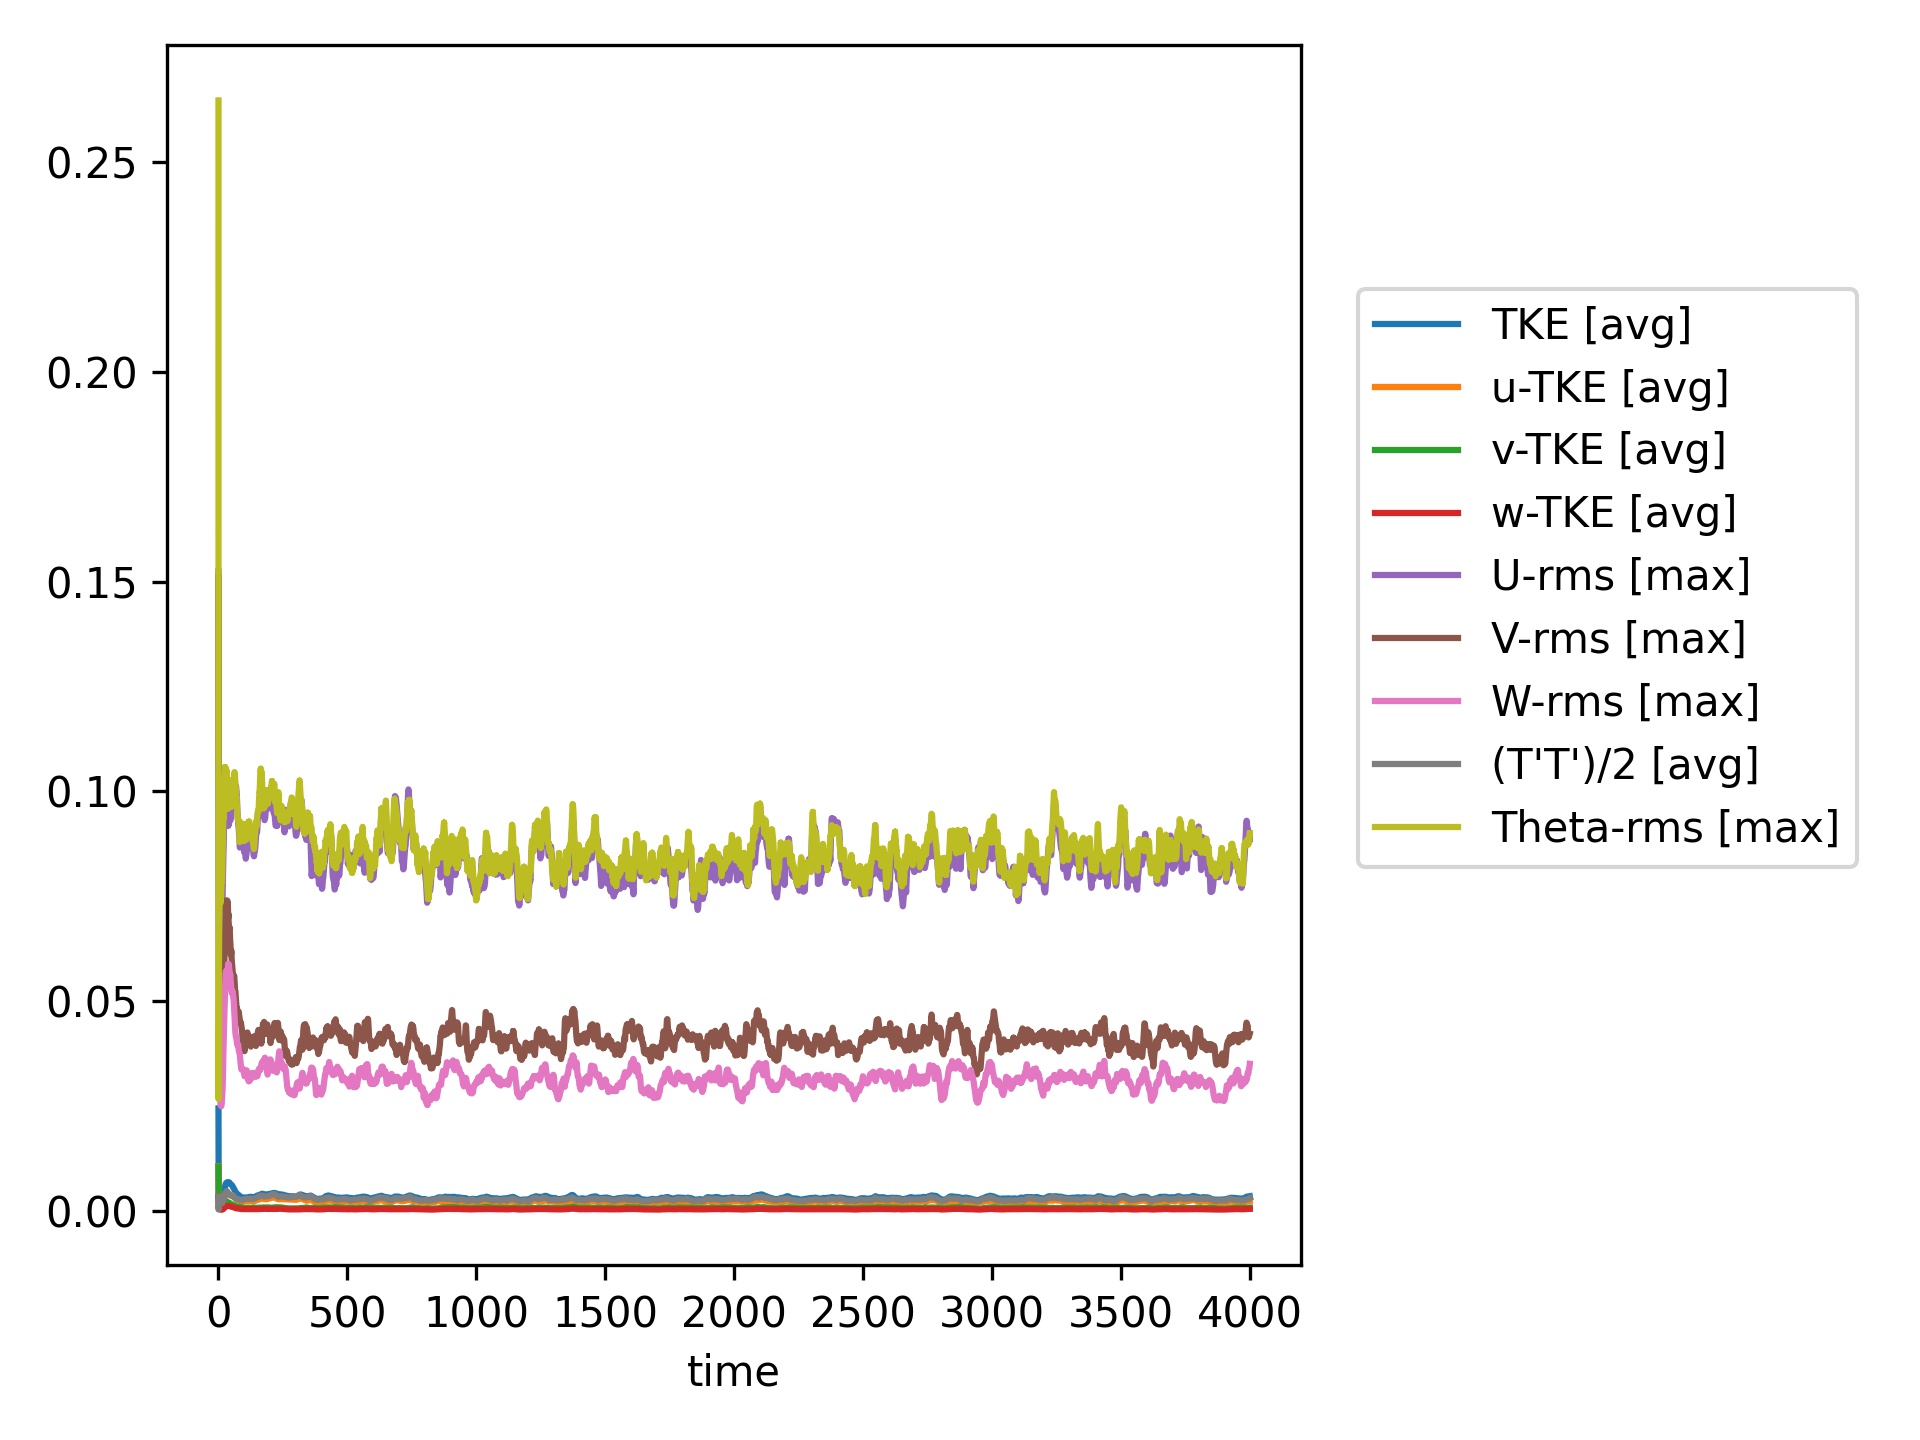 0.25
0.20
0.15
0.10
0.05
0.00
0 500 1000 1500 2000 2500 3000 3500 4000
time
TKE [avg]
u-TKE [avg]
v-TKE [avg]
w-TKE [avg]
U-rms [max]
V-rms [max]
W-rms [max]
(T'T')/2 [avg]
Theta-rms [max]